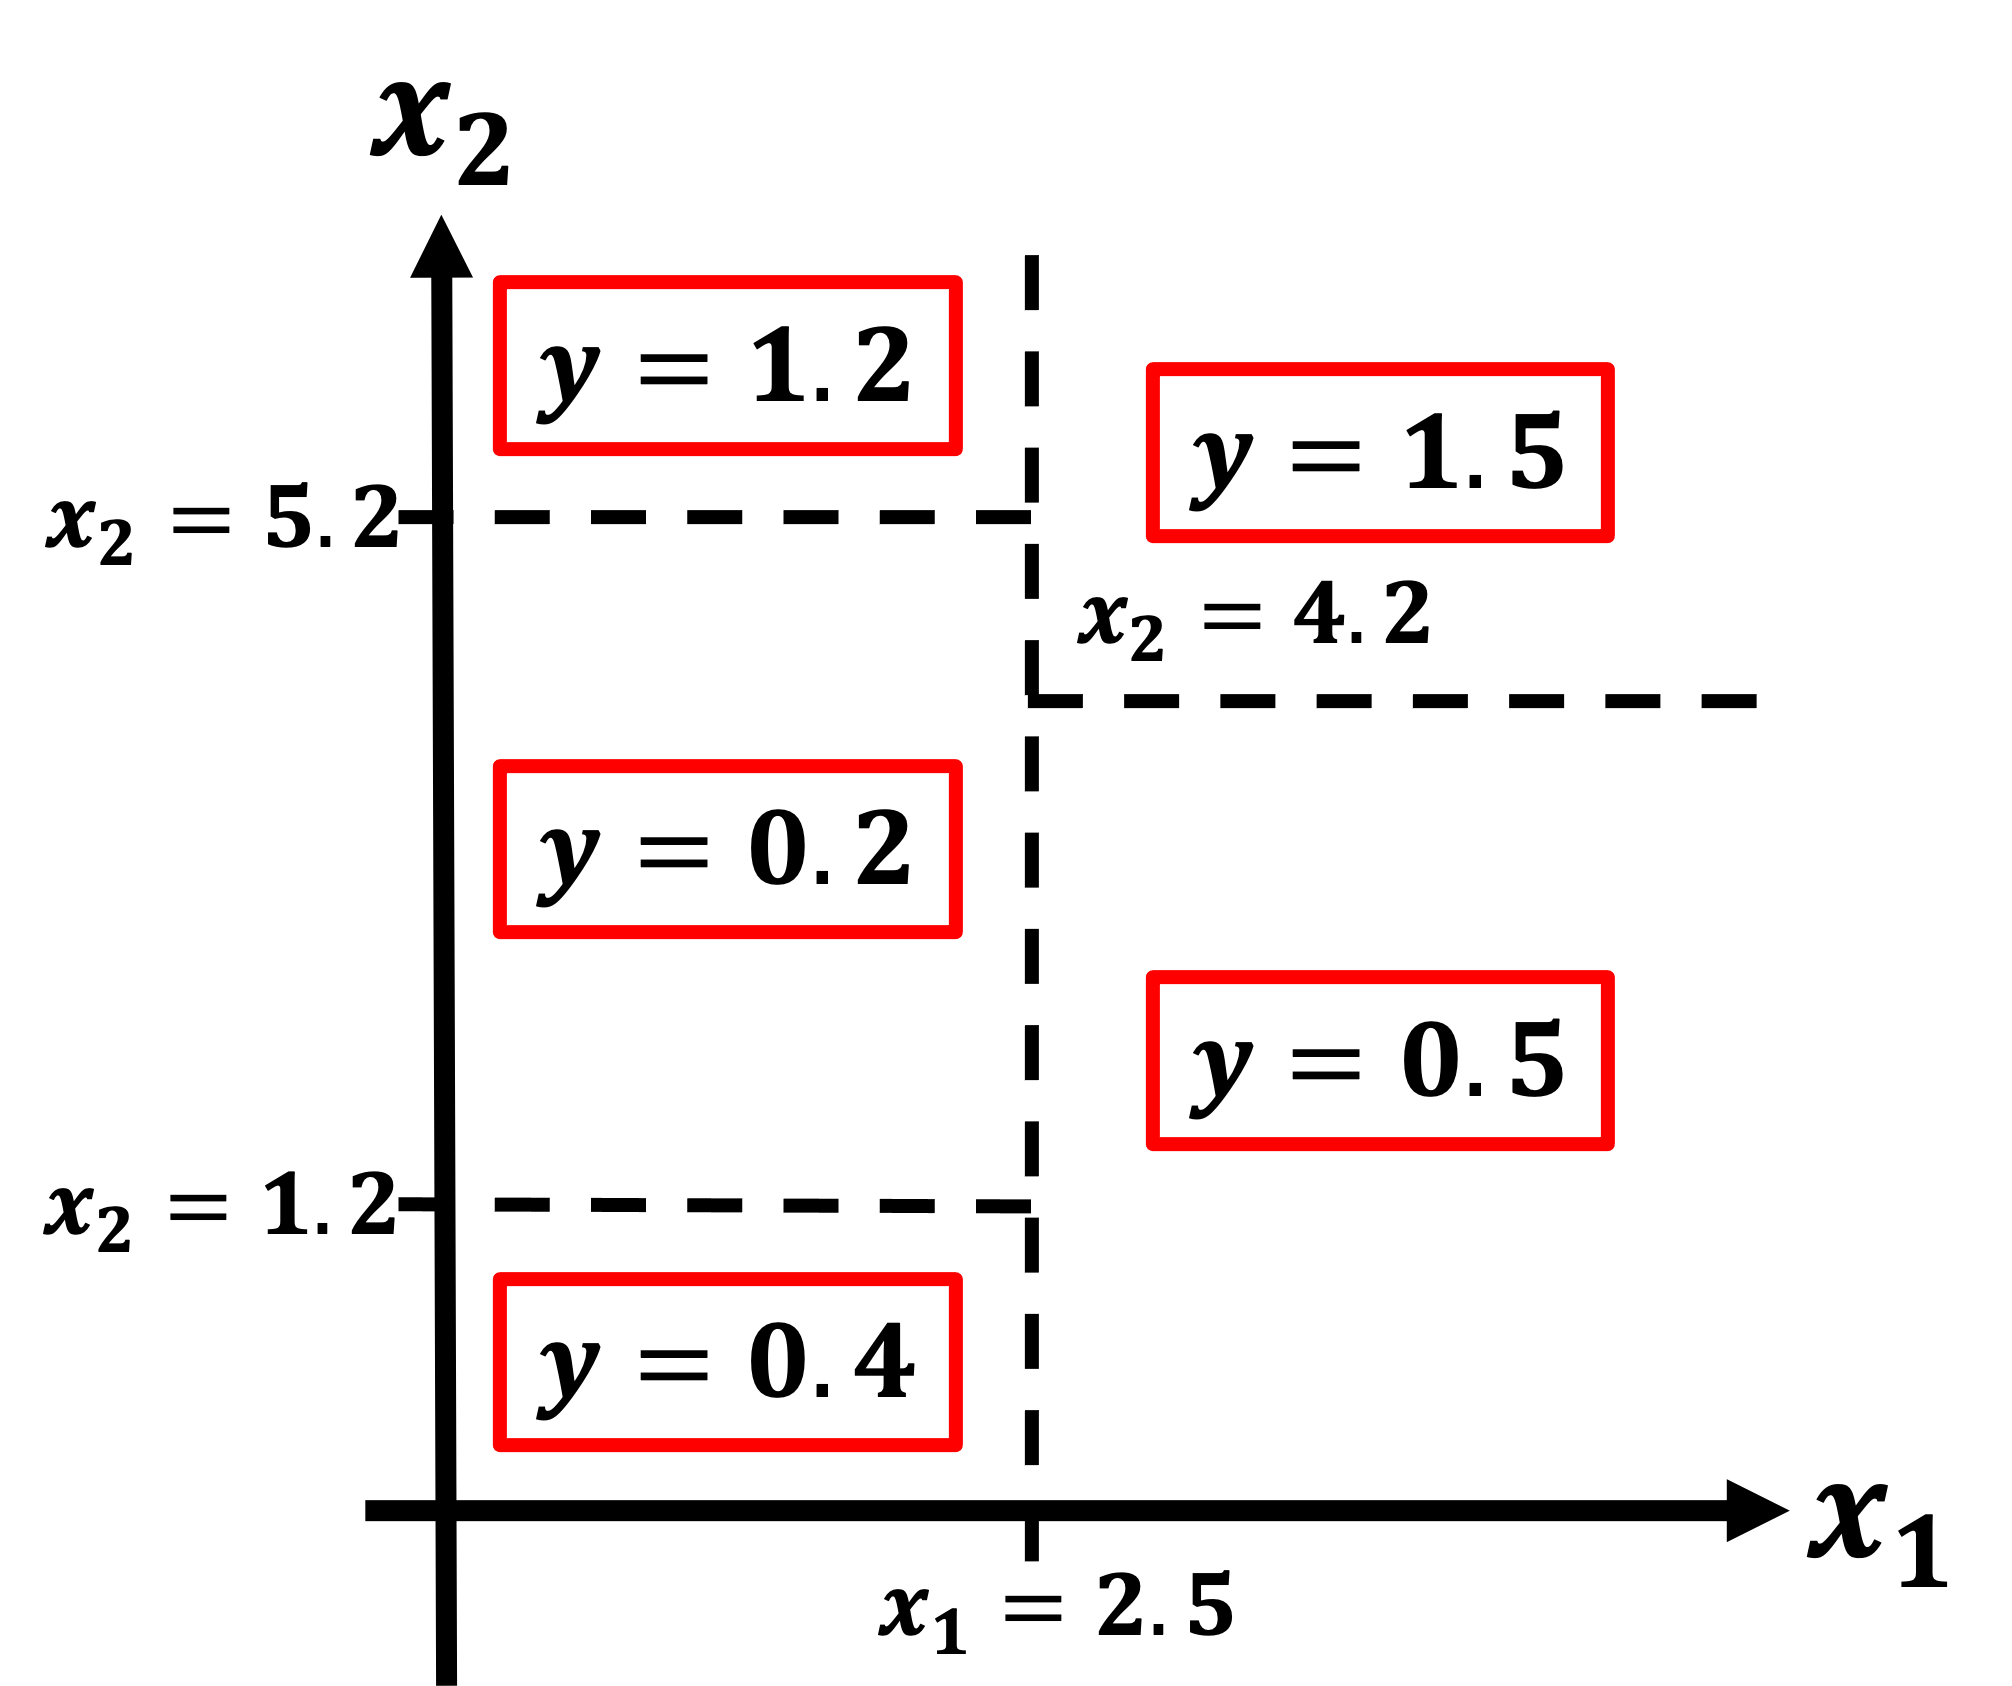 x₂
y = 1.2
y = 1.5
x₂ = 5.2
x₂ = 4.2
y = 0.2
y = 0.5
x₂ = 1.2
y = 0.4
x₁
x₁ = 2.5